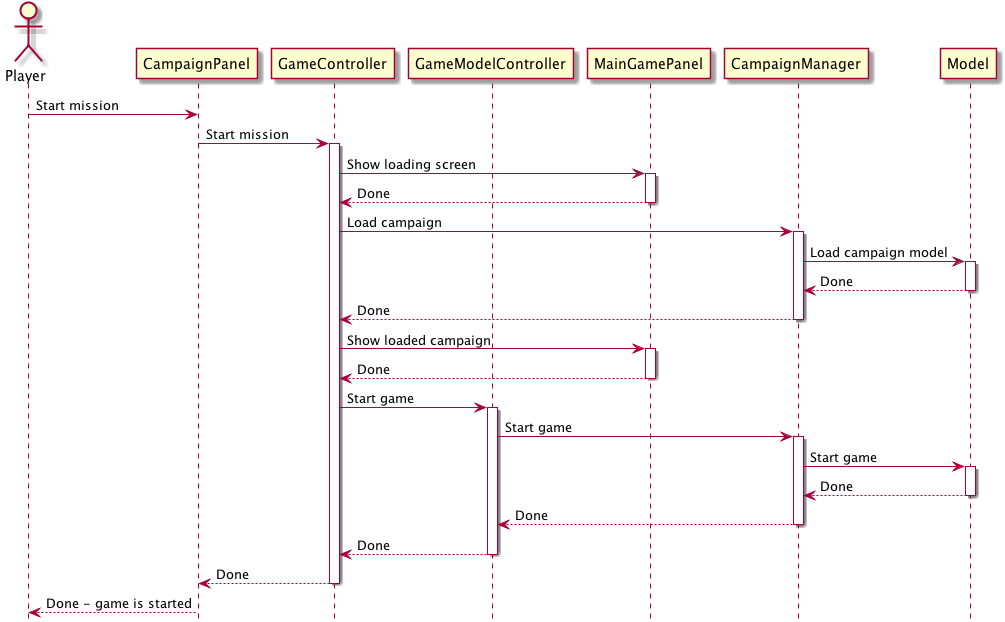 Player
CampaignPanel
GameController
GameModelController
MainGamePanel
CampaignManager
Model
Start mission
Start mission
Show loading screen
Done
Load campaign
Load campaign model
Done
Done
Show loaded campaign
Done
Start game
Start game
Start game
Done
Done
Done
Done
Done - game is started